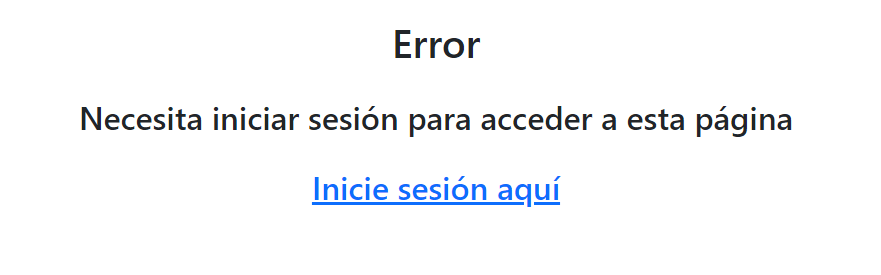 Error
Necesita iniciar sesión para acceder a esta página
Inicie sesión aquí